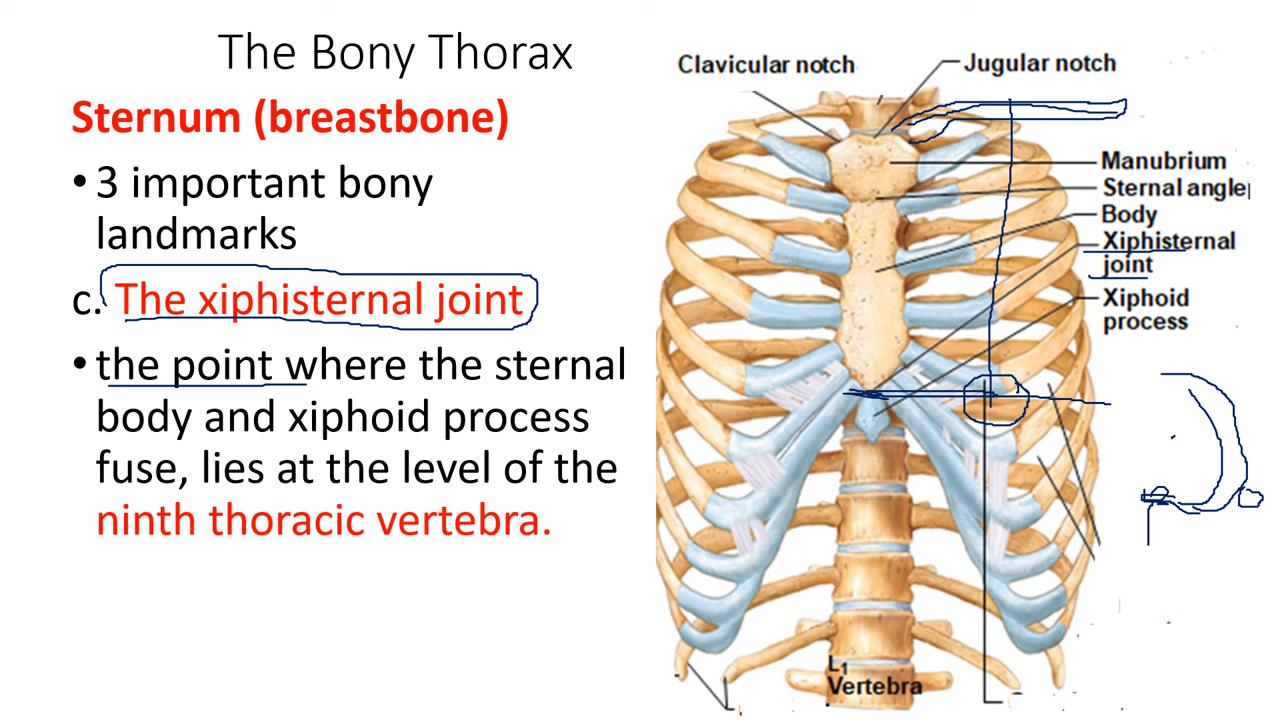 The Bony Thorax
Sternum (breastbone)
• 3 important bony
landmarks
c. The xiphisternal joint
• the point where the sternal
body and xiphoid process
fuse, lies at the level of the
ninth thoracic vertebra.
Clavicular notch
Jugular notch
Manubrium
Sternal angle
Body
Xiphisternal
joint
Xiphoid
process
L1
Vertebra